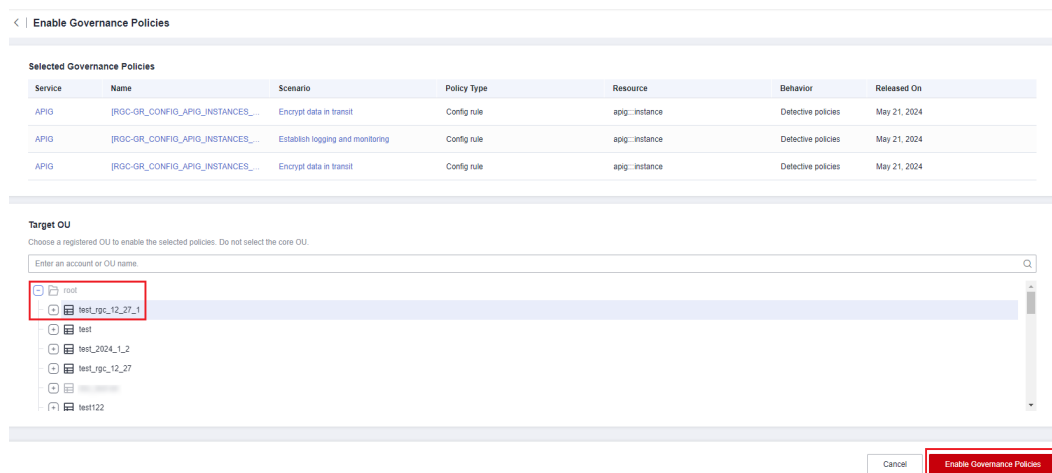 Enable Governance Policies
Selected Governance Policies
Service Name Scenario Policy Type Resource Behavior Released On
APIG [RGC-GR_CONFIG_APIG_INSTANCES_... Encrypt data in transit Config rule apig:::instance Detective policies May 21, 2024
APIG [RGC-GR_CONFIG_APIG_INSTANCES_... Establish logging and monitoring Config rule apig:::instance Detective policies May 21, 2024
APIG [RGC-GR_CONFIG_APIG_INSTANCES_... Encrypt data in transit Config rule apig:::instance Detective policies May 21, 2024
Target OU
Choose a registered OU to enable the selected policies. Do not select the core OU.
Enter an account or OU name.
root
test_rgc_12_27_1
test
test_2024_1_2
test_rgc_12_27
test122
Cancel Enable Governance Policies